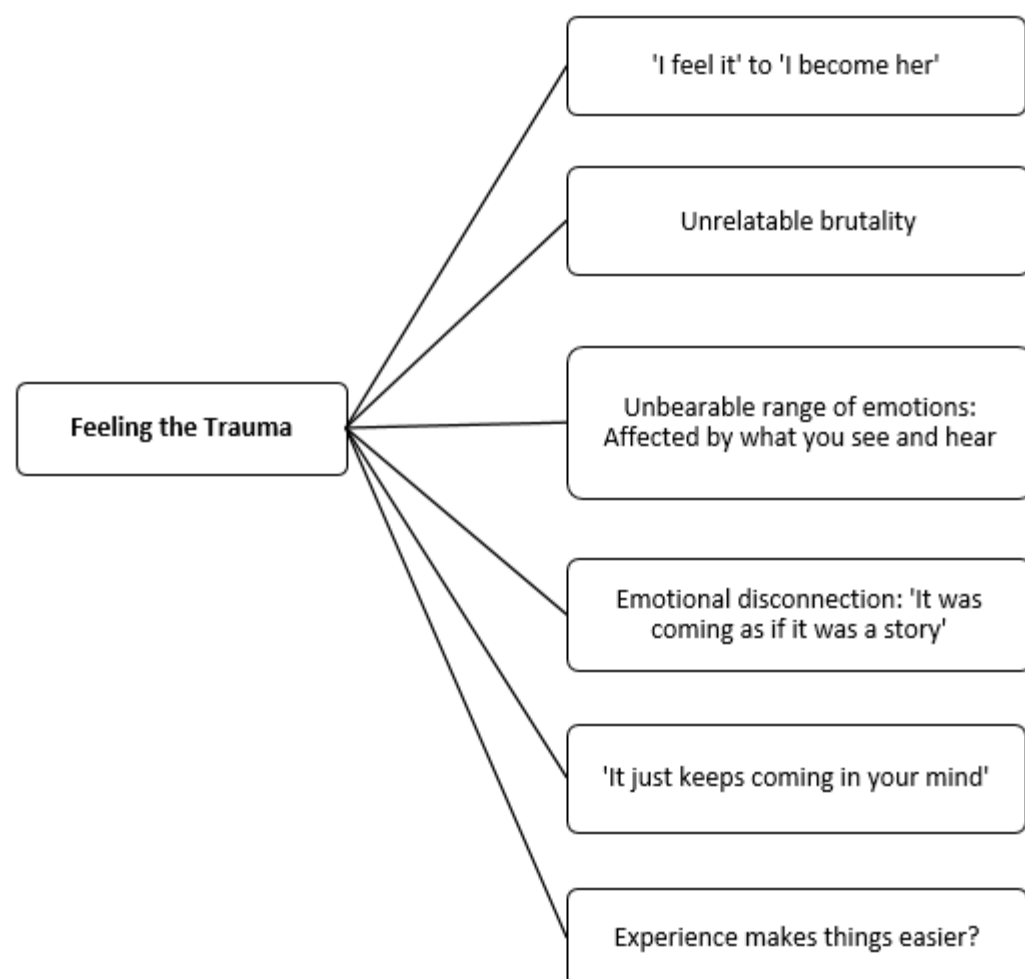 'I feel it' to 'I become her'
Unrelatable brutality
Unbearable range of emotions:
Affected by what you see and hear
Feeling the Trauma
Emotional disconnection: 'It was
coming as if it was a story'
'It just keeps coming in your mind'
Experience makes things easier?